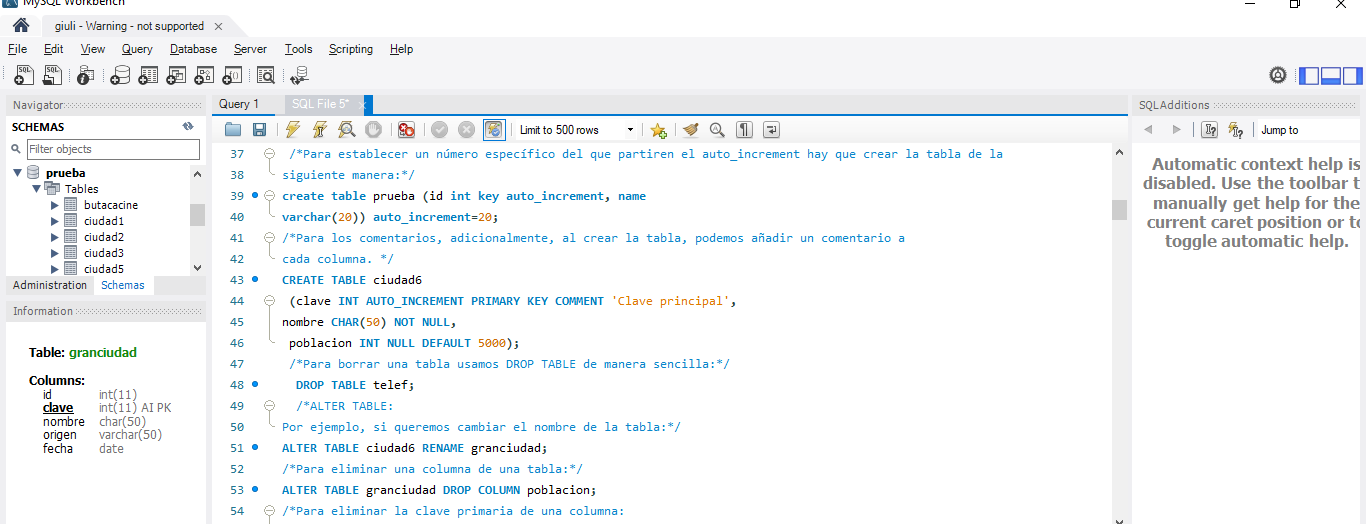 MySQL Workbench
giuli - Warning - not supported
File Edit View Query Database Server Tools Scripting Help
Navigator
SCHEMAS
Filter objects
prueba
Tables
butacacine
ciudad1
ciudad2
ciudad3
ciudad5
Administration Schemas
Information
Table: granciudad
Columns:
id int(11)
clave int(11) AI PK
nombre char(50)
origen varchar(50)
fecha date
Query 1 SQL File 5*
Limit to 500 rows
37 /*Para establecer un número específico del que partiren el auto_increment hay que crear la tabla de la
38 siguiente manera:*/
39 create table prueba (id int key auto_increment, name
40 varchar(20)) auto_increment=20;
41 /*Para los comentarios, adicionalmente, al crear la tabla, podemos añadir un comentario a
42 cada columna. */
43 CREATE TABLE ciudad6
44 (clave INT AUTO_INCREMENT PRIMARY KEY COMMENT 'Clave principal',
45 nombre CHAR(50) NOT NULL,
46 poblacion INT NULL DEFAULT 5000);
47 /*Para borrar una tabla usamos DROP TABLE de manera sencilla:*/
48 DROP TABLE telef;
49 /*ALTER TABLE:
50 Por ejemplo, si queremos cambiar el nombre de la tabla:*/
51 ALTER TABLE ciudad6 RENAME granciudad;
52 /*Para eliminar una columna de una tabla:*/
53 ALTER TABLE granciudad DROP COLUMN poblacion;
54 /*Para eliminar la clave primaria de una columna:
SQLAdditions
Jump to
Automatic context help is
disabled. Use the toolbar t
manually get help for the
current caret position or to
toggle automatic help.